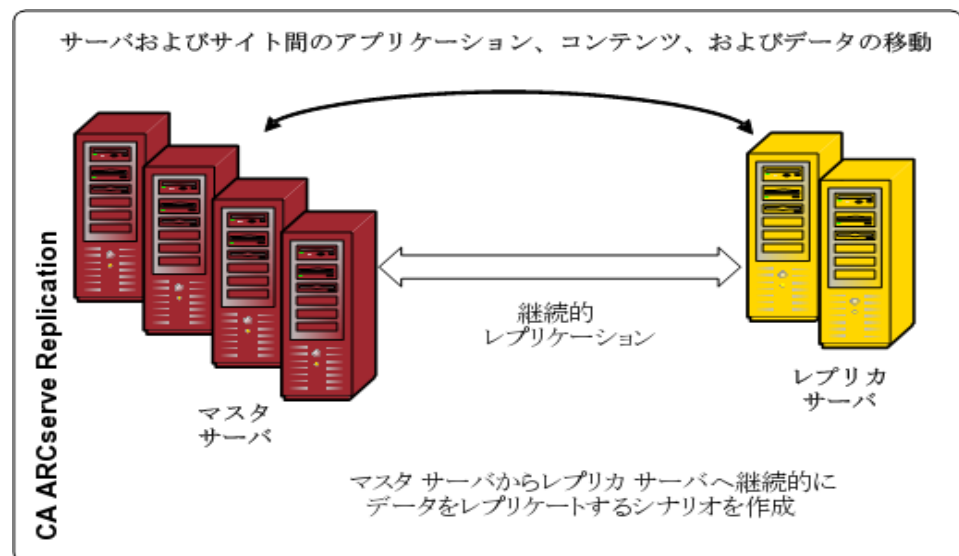 サーバおよびサイト間のアプリケーション、コンテンツ、およびデータの移動
CA ARCserve Replication
継続的
レプリケーション
マスタ
サーバ
レプリカ
サーバ
マスタ サーバからレプリカ サーバへ継続的に
データをレプリケートするシナリオを作成